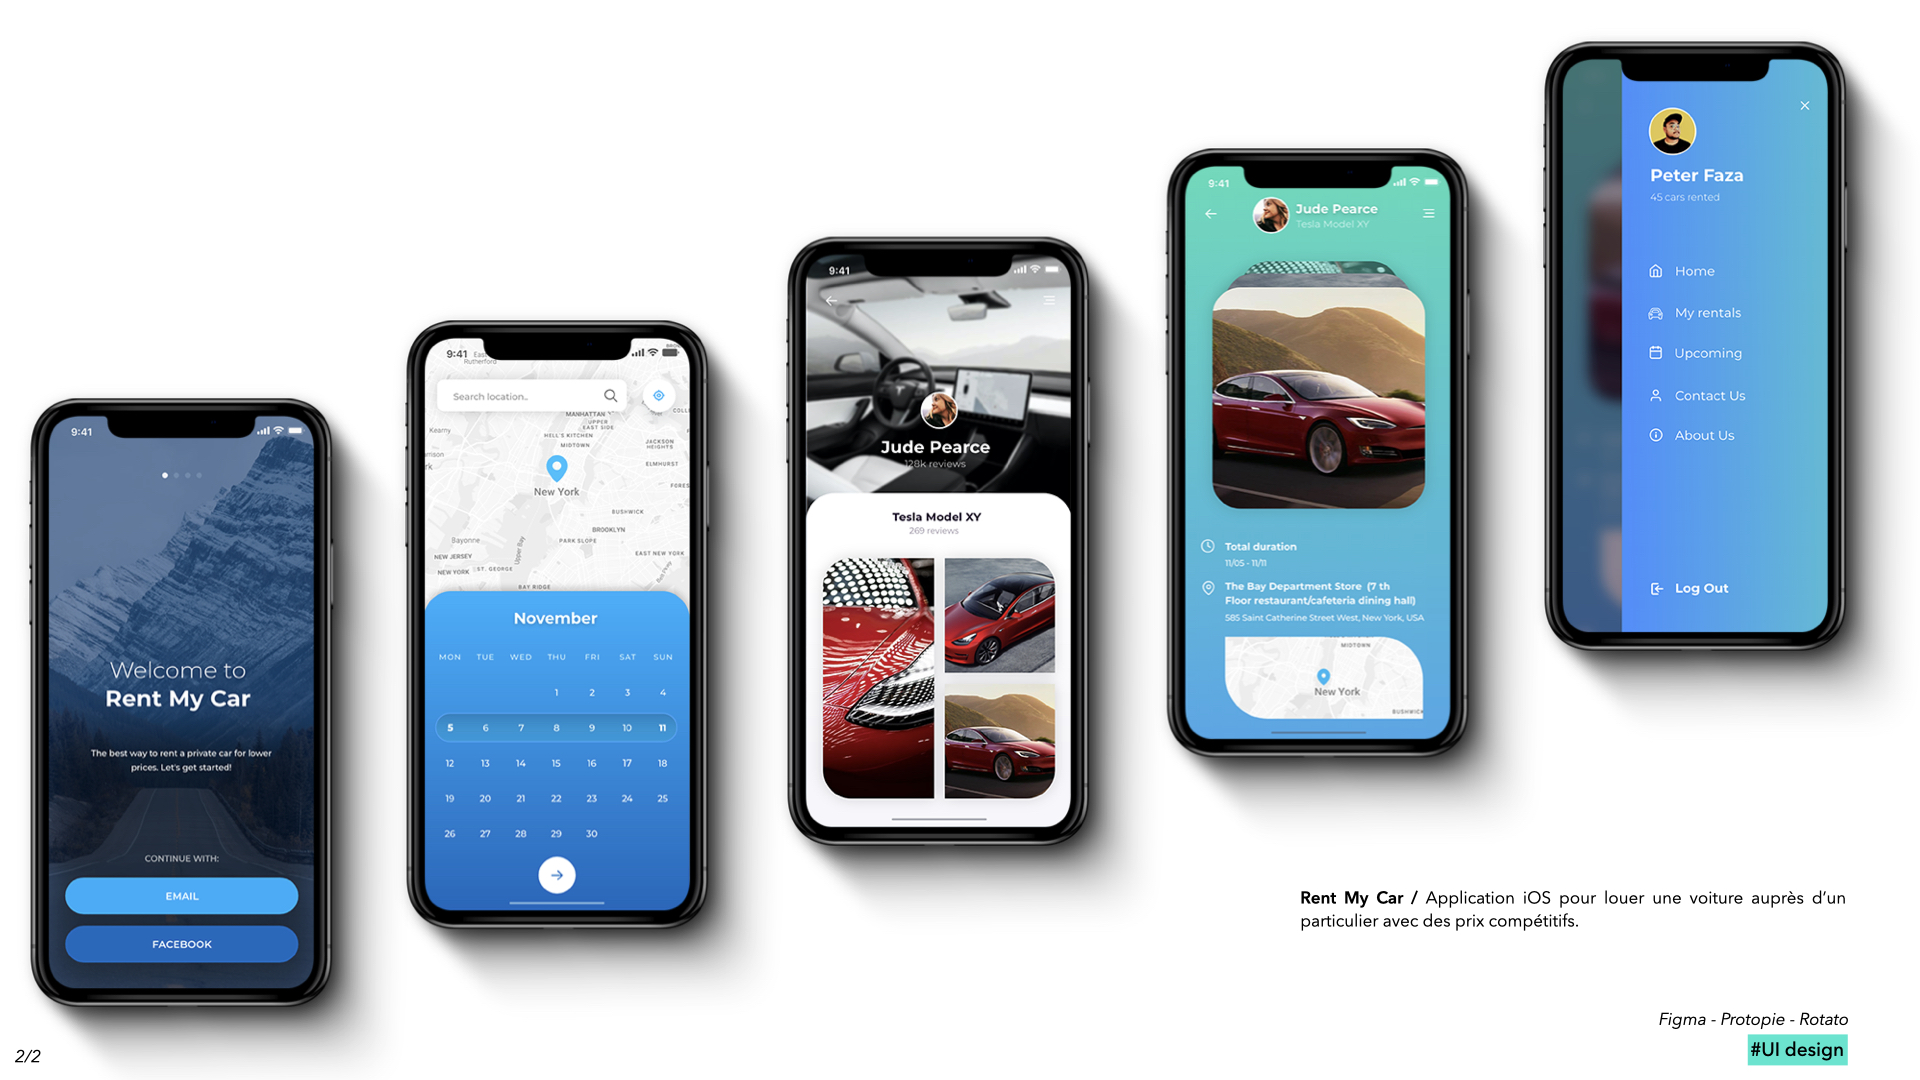 9:41
Welcome to
Rent My Car
The best way to rent a private car for lower
prices. Let's get started!
CONTINUE WITH:
EMAIL
FACEBOOK
9:41
East
Rutherford
Search location..
MANHATTAN
UPPER
EAST SIDE
Kearny
HELL'S KITCHEN
MIDTOWN
JACKSON
HEIGHTS
ELMHURST
New York
BUSHWICK
BROOKLYN
Bayonne
PARK SLOPE
Upper Bay
NEW JERSEY
EAST NEW YORK
NEW YORK
ST. GEORGE
BAY RIDGE
November
MON TUE WED THU FRI SAT SUN
1 2 3 4
5 6 7 8 9 10 11
12 13 14 15 16 17 18
19 20 21 22 23 24 25
26 27 28 29 30
9:41
Jude Pearce
128k reviews
Tesla Model XY
269 reviews
9:41
Jude Pearce
Tesla Model XY
Total duration
11/05 - 11/11
The Bay Department Store (7 th
Floor restaurant/cafeteria dining hall)
585 Saint Catherine Street West, New York, USA
MIDTOWN
New York
BUSHWICK
Peter Faza
45 cars rented
Home
My rentals
Upcoming
Contact Us
About Us
Log Out
Rent My Car / Application iOS pour louer une voiture auprès d’un
particulier avec des prix compétitifs.
Figma - Protopie - Rotato
#UI design
2/2